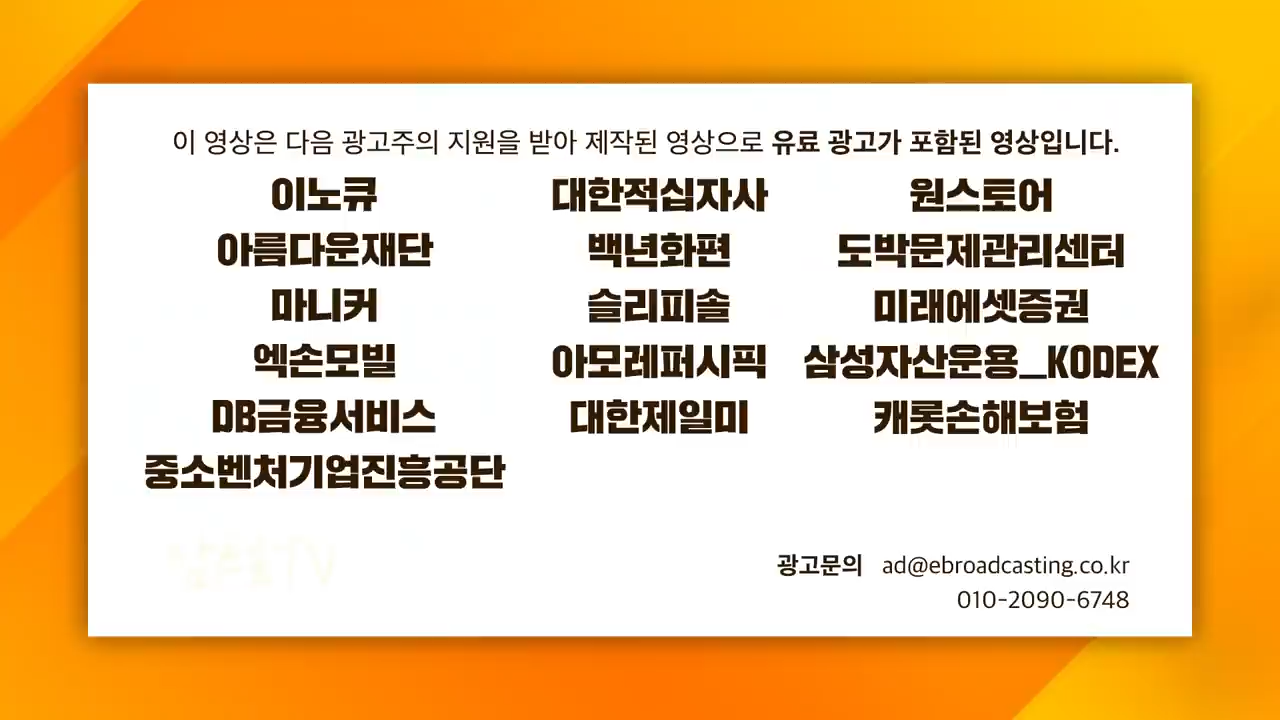 이 영상은 다음 광고주의 지원을 받아 제작된 영상으로 유료 광고가 포함된 영상입니다.
이노큐 대한적십자사 원스토어
아름다운재단 백년화편 도박문제관리센터
마니커 슬리피솔 미래에셋증권
엑손모빌 아모레퍼시픽 삼성자산운용_KODEX
DB금융서비스 대한제일미 캐롯손해보험
중소벤처기업진흥공단
광고문의 ad@ebroadcasting.co.kr
010-2090-6748